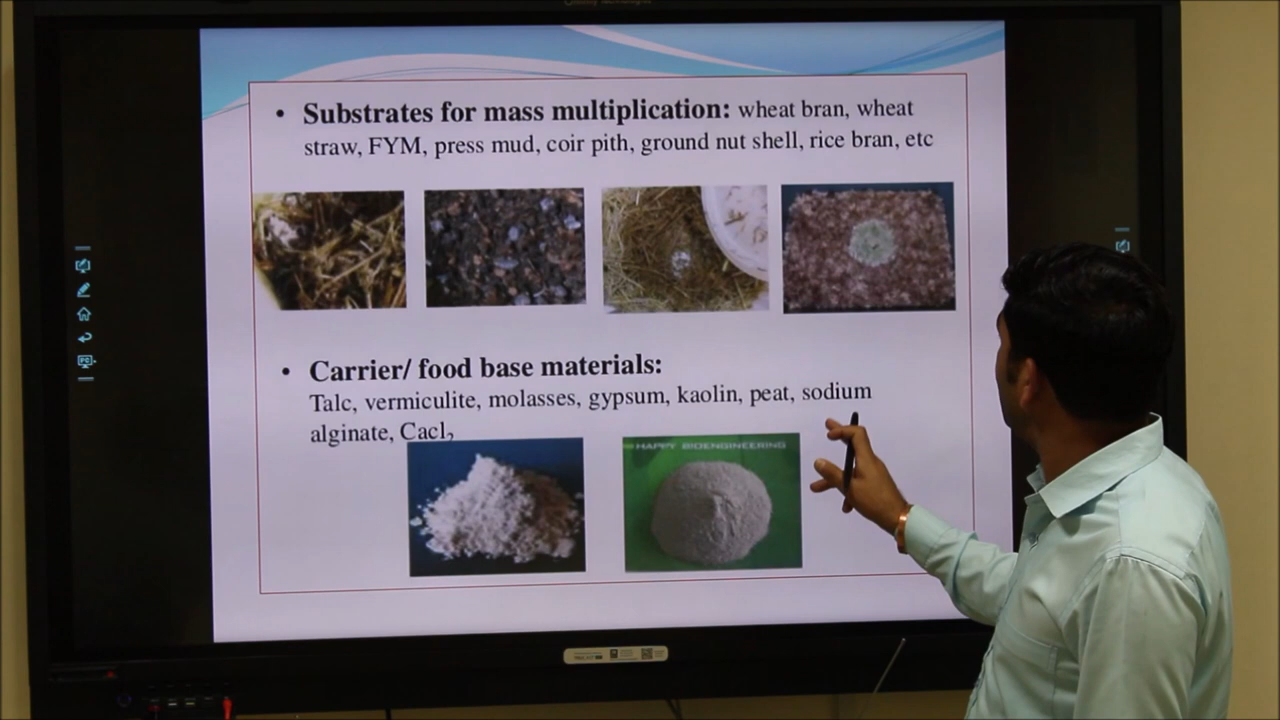 • Substrates for mass multiplication: wheat bran, wheat
straw, FYM, press mud, coir pith, ground nut shell, rice bran, etc
• Carrier/ food base materials:
Talc, vermiculite, molasses, gypsum, kaolin, peat, sodium
alginate, Cacl₂
HAPPY BIOENGINEERING
PC